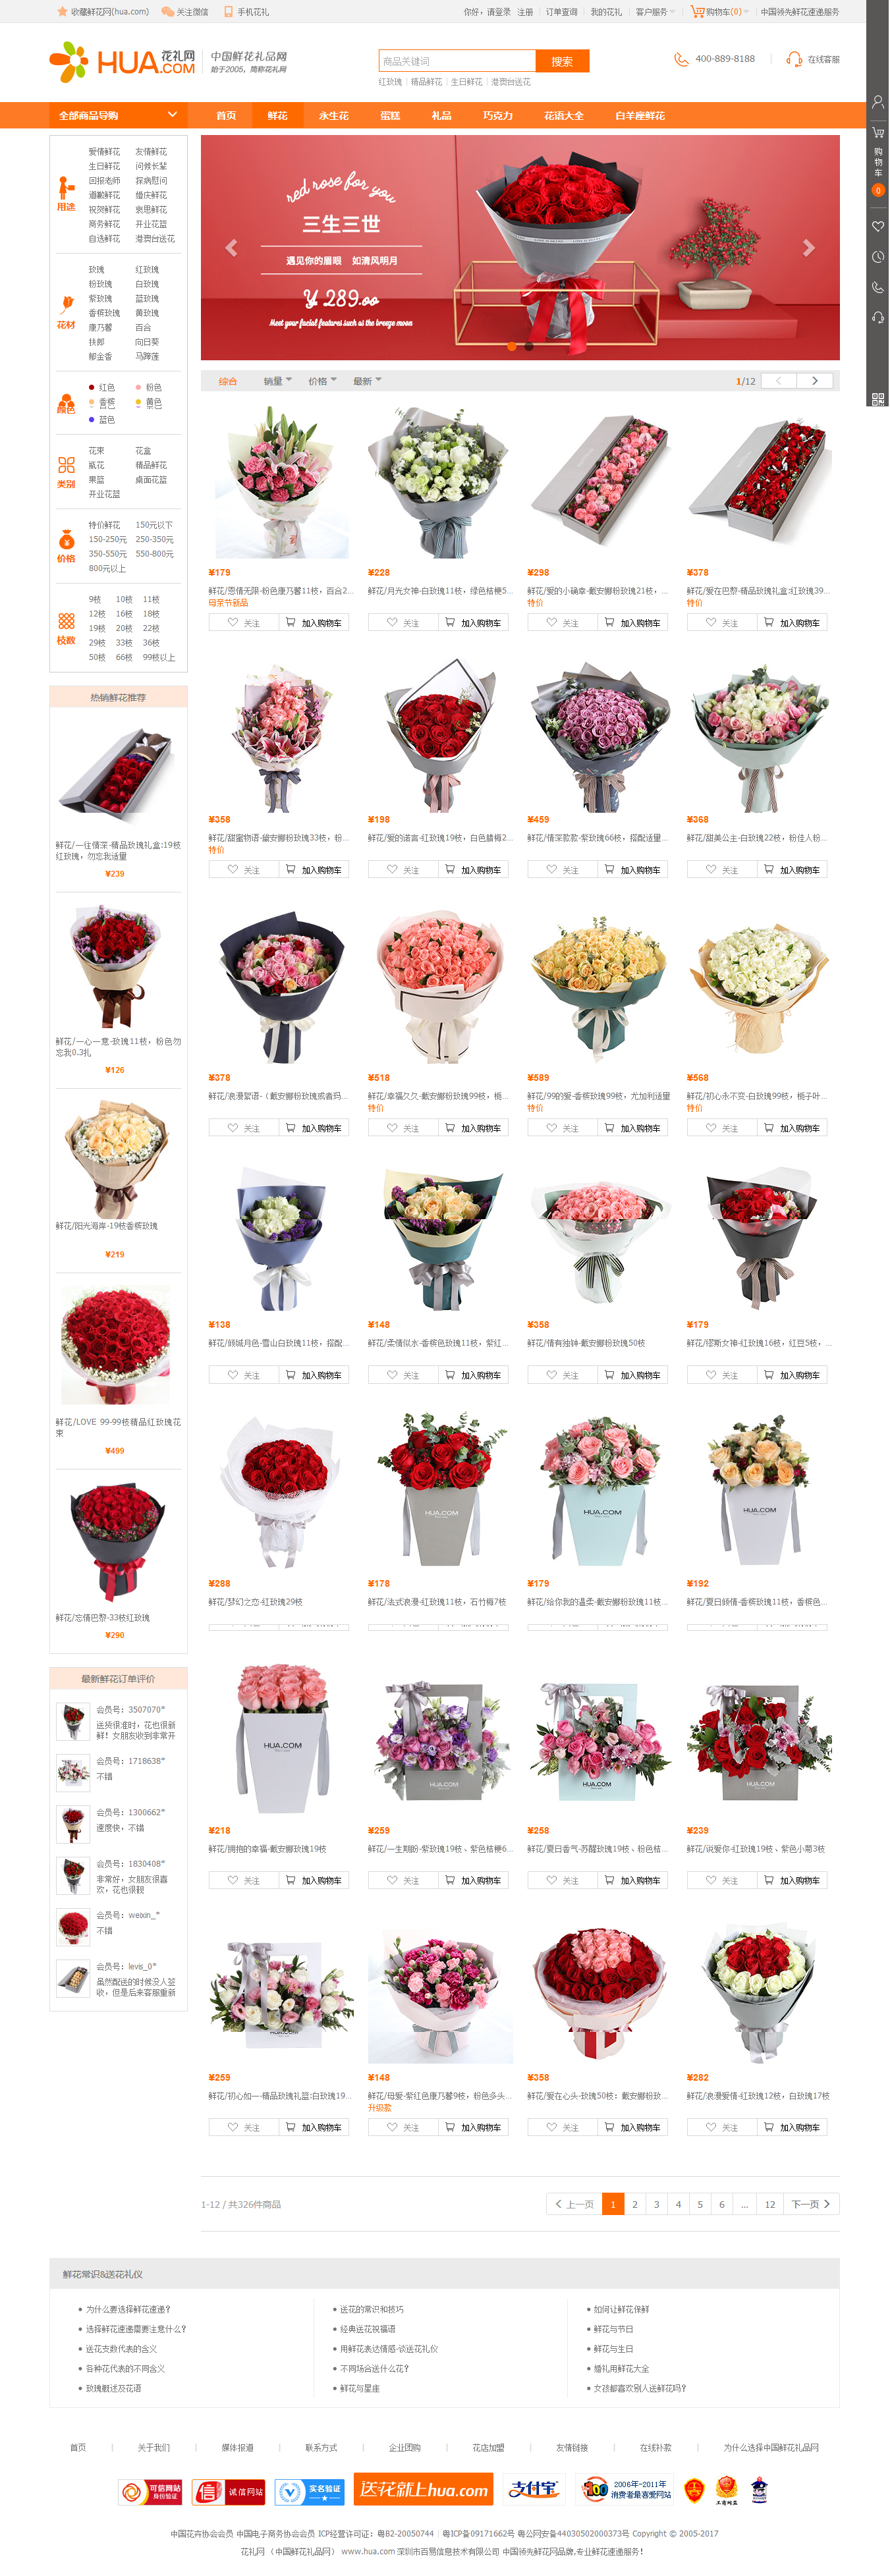 收藏鲜花网(hua.com) 关注微信 手机花礼
你好，请登录 注册 订单查询 我的花礼 客户服务 购物车(0) 中国领先鲜花速递服务
HUA.COM 花礼网 中国鲜花礼品网
始于2005，简称花礼网
商品关键词 搜索
红玫瑰 精品鲜花 生日鲜花 港澳台送花
400-889-8188 在线客服
全部商品导购 首页 鲜花 永生花 蛋糕 礼品 巧克力 花语大全 白羊座鲜花
购物车
0
用途
爱情鲜花 友情鲜花
生日鲜花 问候长辈
回报老师 探病慰问
道歉鲜花 婚庆鲜花
祝贺鲜花 哀思鲜花
商务鲜花 开业花篮
自选鲜花 港澳台送花
花材
玫瑰 红玫瑰
粉玫瑰 白玫瑰
紫玫瑰 蓝玫瑰
香槟玫瑰 黄玫瑰
康乃馨 百合
扶郎 向日葵
郁金香 马蹄莲
颜色
红色 粉色
香槟 黄色
蓝色
类别
花束 花盒
瓶花 精品鲜花
果篮 桌面花篮
开业花篮
价格
特价鲜花 150元以下
150-250元 250-350元
350-550元 550-800元
800元以上
枝数
9枝 10枝 11枝
12枝 16枝 18枝
19枝 20枝 22枝
29枝 33枝 36枝
50枝 66枝 99枝以上
red rose for you
三生三世
遇见你的眉眼 如清风明月
¥ 289.00
Meet your facial features such as the breeze moon
综合 销量 价格 最新 1/12
¥179 ¥228 ¥298 ¥378
鲜花/恩情无限-粉色康乃馨11枝，百合2...
母亲节新品
鲜花/月光女神-白玫瑰11枝，绿色桔梗5...
鲜花/爱的小确幸-戴安娜粉玫瑰21枝，...
特价
鲜花/爱在巴黎-精品玫瑰礼盒:红玫瑰39...
特价
关注 加入购物车 关注 加入购物车 关注 加入购物车 关注 加入购物车
¥358 ¥198 ¥459 ¥368
鲜花/甜蜜物语-戴安娜粉玫瑰33枝，粉...
特价
鲜花/爱的诺言-红玫瑰19枝，白色腊梅2...
鲜花/情深款款-紫玫瑰66枝，搭配适量...
鲜花/甜美公主-白玫瑰22枝，粉佳人粉...
关注 加入购物车 关注 加入购物车 关注 加入购物车 关注 加入购物车
¥378 ¥518 ¥589 ¥568
鲜花/浪漫絮语-（戴安娜粉玫瑰或者玛...
鲜花/幸福久久-戴安娜粉玫瑰99枝，栀...
特价
鲜花/99的爱-香槟玫瑰99枝，尤加利适量
特价
鲜花/初心永不变-白玫瑰99枝，栀子叶...
特价
关注 加入购物车 关注 加入购物车 关注 加入购物车 关注 加入购物车
¥138 ¥148 ¥358 ¥179
鲜花/倾城月色-雪山白玫瑰11枝，搭配...
鲜花/柔情似水-香槟色玫瑰11枝，紫红...
鲜花/情有独钟-戴安娜粉玫瑰50枝
鲜花/缪斯女神-红玫瑰16枝，红豆5枝，...
关注 加入购物车 关注 加入购物车 关注 加入购物车 关注 加入购物车
HUA.COM HUA.COM HUA.COM
¥288 ¥178 ¥179 ¥192
鲜花/梦幻之恋-红玫瑰29枝
鲜花/法式浪漫-红玫瑰11枝，石竹梅7枝
鲜花/给你我的温柔-戴安娜粉玫瑰11枝...
鲜花/夏日倾情-香槟玫瑰11枝，香槟色...
HUA.COM HUA.COM HUA.COM HUA.COM
¥218 ¥259 ¥258 ¥239
鲜花/拥抱的幸福-戴安娜玫瑰19枝
鲜花/一生期盼-紫玫瑰19枝、紫色桔梗6...
鲜花/夏日香气-苏醒玫瑰19枝、粉色桔...
鲜花/说爱你-红玫瑰19枝、紫色小菊3枝
关注 加入购物车 关注 加入购物车 关注 加入购物车 关注 加入购物车
¥259 ¥148 ¥358 ¥282
鲜花/初心如一-精品玫瑰礼篮:白玫瑰19...
鲜花/母爱-紫红色康乃馨9枝，粉色多头...
升级款
鲜花/爱在心头-玫瑰50枝：戴安娜粉玫...
鲜花/浪漫爱情-红玫瑰12枝，白玫瑰17枝
关注 加入购物车 关注 加入购物车 关注 加入购物车 关注 加入购物车
热销鲜花推荐
鲜花/一往情深-精品玫瑰礼盒:19枝
红玫瑰，勿忘我适量
¥239
鲜花/一心一意-玫瑰11枝，粉色勿
忘我0.3扎
¥126
鲜花/阳光海岸-19枝香槟玫瑰
¥219
鲜花/LOVE 99-99枝精品红玫瑰花
束
¥499
鲜花/忘情巴黎-33枝红玫瑰
¥290
最新鲜花订单评价
会员号：3507070*
送货很准时，花也很新
鲜！女朋友收到非常开
会员号：1718638*
不错
会员号：1300662*
速度快，不错
会员号：1830408*
非常好，女朋友很喜
欢，花也很靓
会员号：weixin_*
不错
会员号：levis_0*
虽然配送的时候没人签
收，但是后来客服重新
1-12 / 共326件商品 上一页 1 2 3 4 5 6 ... 12 下一页
鲜花常识&送花礼仪
为什么要选择鲜花速递? 送花的常识和技巧 如何让鲜花保鲜
选择鲜花速递需要注意什么? 经典送花祝福语 鲜花与节日
送花支数代表的含义 用鲜花表达情感-谈送花礼仪 鲜花与生日
各种花代表的不同含义 不同场合送什么花? 婚礼用鲜花大全
玫瑰概述及花语 鲜花与星座 女孩都喜欢别人送鲜花吗?
首页 关于我们 媒体报道 联系方式 企业团购 花店加盟 友情链接 在线补款 为什么选择中国鲜花礼品网
可信网站 身份验证 诚信网站 实名验证 送花就上hua.com 支付宝 2006年-2011年 消费者最喜爱网站 工商网监
中国花卉协会会员 中国电子商务协会会员 ICP经营许可证：粤B2-20050744 | 粤ICP备09171662号 粤公网安备44030502000373号 Copyright © 2005-2017
花礼网 （中国鲜花礼品网） www.hua.com 深圳市百易信息技术有限公司 中国领先鲜花网品牌,专业鲜花速递服务!